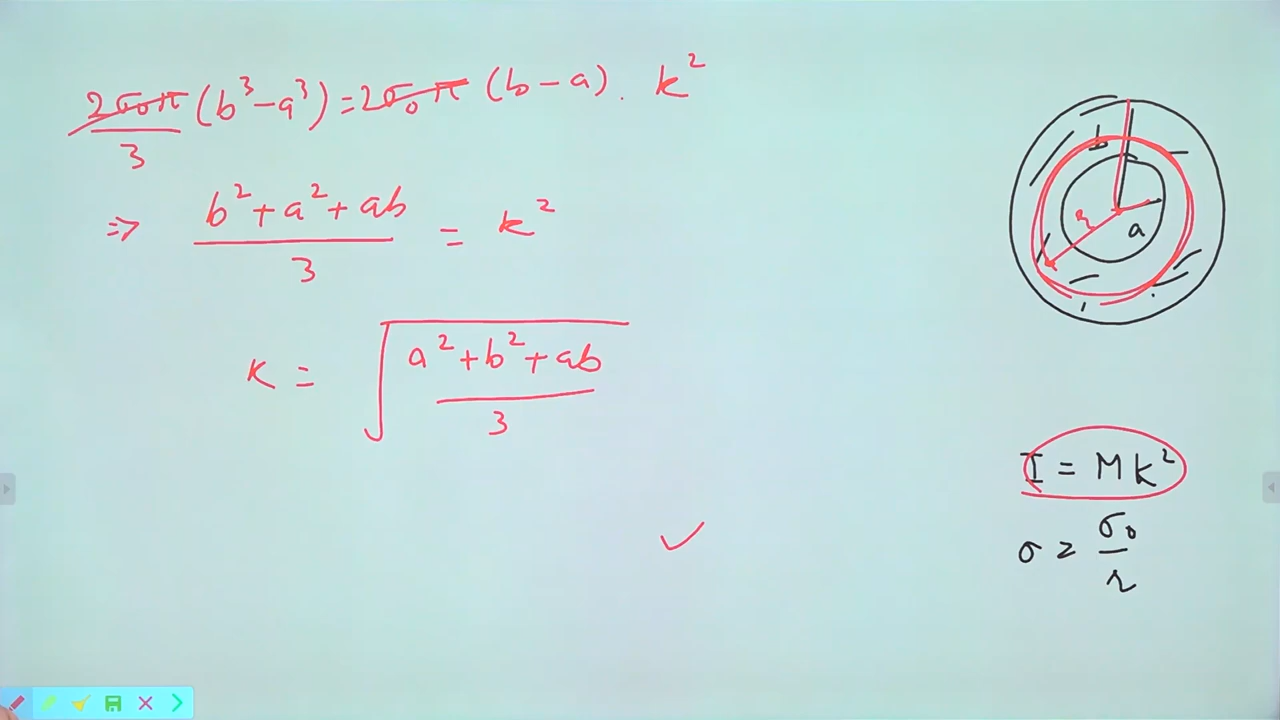 2σ₀π/3 (b³-a³) = 2σ₀π (b-a). k²
⇒ b²+a²+ab/3 = k²
K = √(a²+b²+ab/3)
b
r
a
I = Mk²
σ = σ₀/r